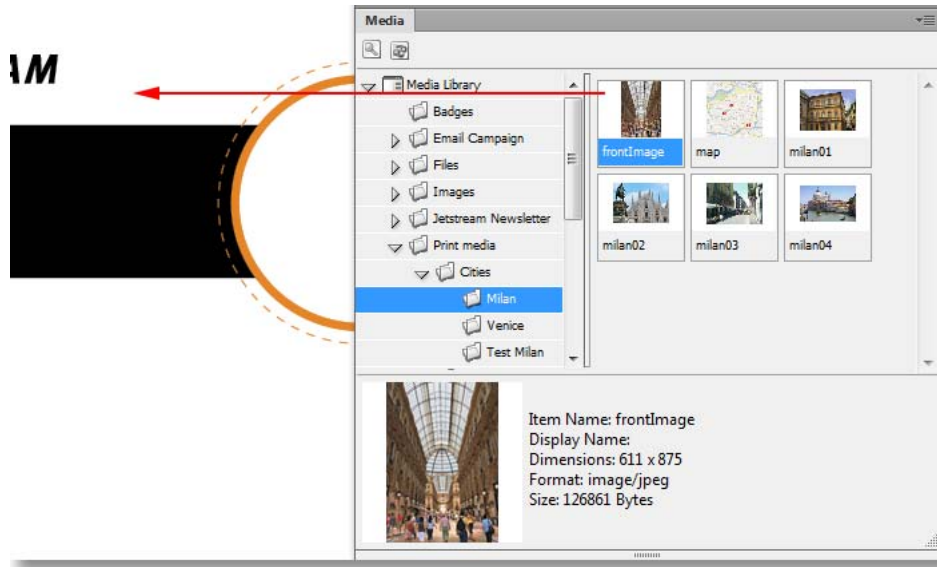 AM
Media
Media Library
Badges
Email Campaign
Files
Images
Jetstream Newsletter
Print media
Cities
Milan
Venice
Test Milan
frontImage
map
milan01
milan02
milan03
milan04
Item Name: frontImage
Display Name:
Dimensions: 611 x 875
Format: image/jpeg
Size: 126861 Bytes